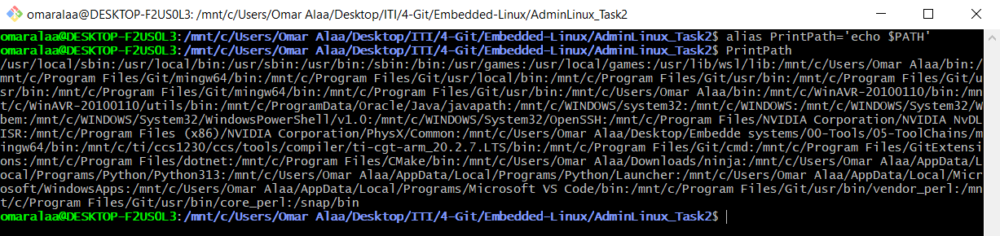 omaralaa@DESKTOP-F2US0L3: /mnt/c/Users/Omar Alaa/Desktop/ITI/4-Git/Embedded-Linux/AdminLinux_Task2
omaralaa@DESKTOP-F2US0L3:/mnt/c/Users/Omar Alaa/Desktop/ITI/4-Git/Embedded-Linux/AdminLinux_Task2$ alias PrintPath='echo $PATH'
omaralaa@DESKTOP-F2US0L3:/mnt/c/Users/Omar Alaa/Desktop/ITI/4-Git/Embedded-Linux/AdminLinux_Task2$ PrintPath
/usr/local/sbin:/usr/local/bin:/usr/sbin:/usr/bin:/sbin:/bin:/usr/games:/usr/local/games:/usr/lib/wsl/lib:/mnt/c/Users/Omar Alaa/bin:/
mnt/c/Program Files/Git/mingw64/bin:/mnt/c/Program Files/Git/usr/local/bin:/mnt/c/Program Files/Git/usr/bin:/mnt/c/Program Files/Git/u
sr/bin:/mnt/c/Program Files/Git/mingw64/bin:/mnt/c/Program Files/Git/usr/bin:/mnt/c/Users/Omar Alaa/bin:/mnt/c/WinAVR-20100110/bin:/mn
t/c/WinAVR-20100110/utils/bin:/mnt/c/ProgramData/Oracle/Java/javapath:/mnt/c/WINDOWS/system32:/mnt/c/WINDOWS:/mnt/c/WINDOWS/System32/W
bem:/mnt/c/WINDOWS/System32/WindowsPowerShell/v1.0:/mnt/c/WINDOWS/System32/OpenSSH:/mnt/c/Program Files/NVIDIA Corporation/NVIDIA NvDL
ISR:/mnt/c/Program Files (x86)/NVIDIA Corporation/PhysX/Common:/mnt/c/Users/Omar Alaa/Desktop/Embedde systems/00-Tools/05-ToolChains/m
ingw64/bin:/mnt/c/ti/ccs1230/ccs/tools/compiler/ti-cgt-arm_20.2.7.LTS/bin:/mnt/c/Program Files/Git/cmd:/mnt/c/Program Files/GitExtensi
ons:/mnt/c/Program Files/dotnet:/mnt/c/Program Files/CMake/bin:/mnt/c/Users/Omar Alaa/Downloads/ninja:/mnt/c/Users/Omar Alaa/AppData/L
ocal/Programs/Python/Python313:/mnt/c/Users/Omar Alaa/AppData/Local/Programs/Python/Launcher:/mnt/c/Users/Omar Alaa/AppData/Local/Micr
osoft/WindowsApps:/mnt/c/Users/Omar Alaa/AppData/Local/Programs/Microsoft VS Code/bin:/mnt/c/Program Files/Git/usr/bin/vendor_perl:/mn
t/c/Program Files/Git/usr/bin/core_perl:/snap/bin
omaralaa@DESKTOP-F2US0L3:/mnt/c/Users/Omar Alaa/Desktop/ITI/4-Git/Embedded-Linux/AdminLinux_Task2$